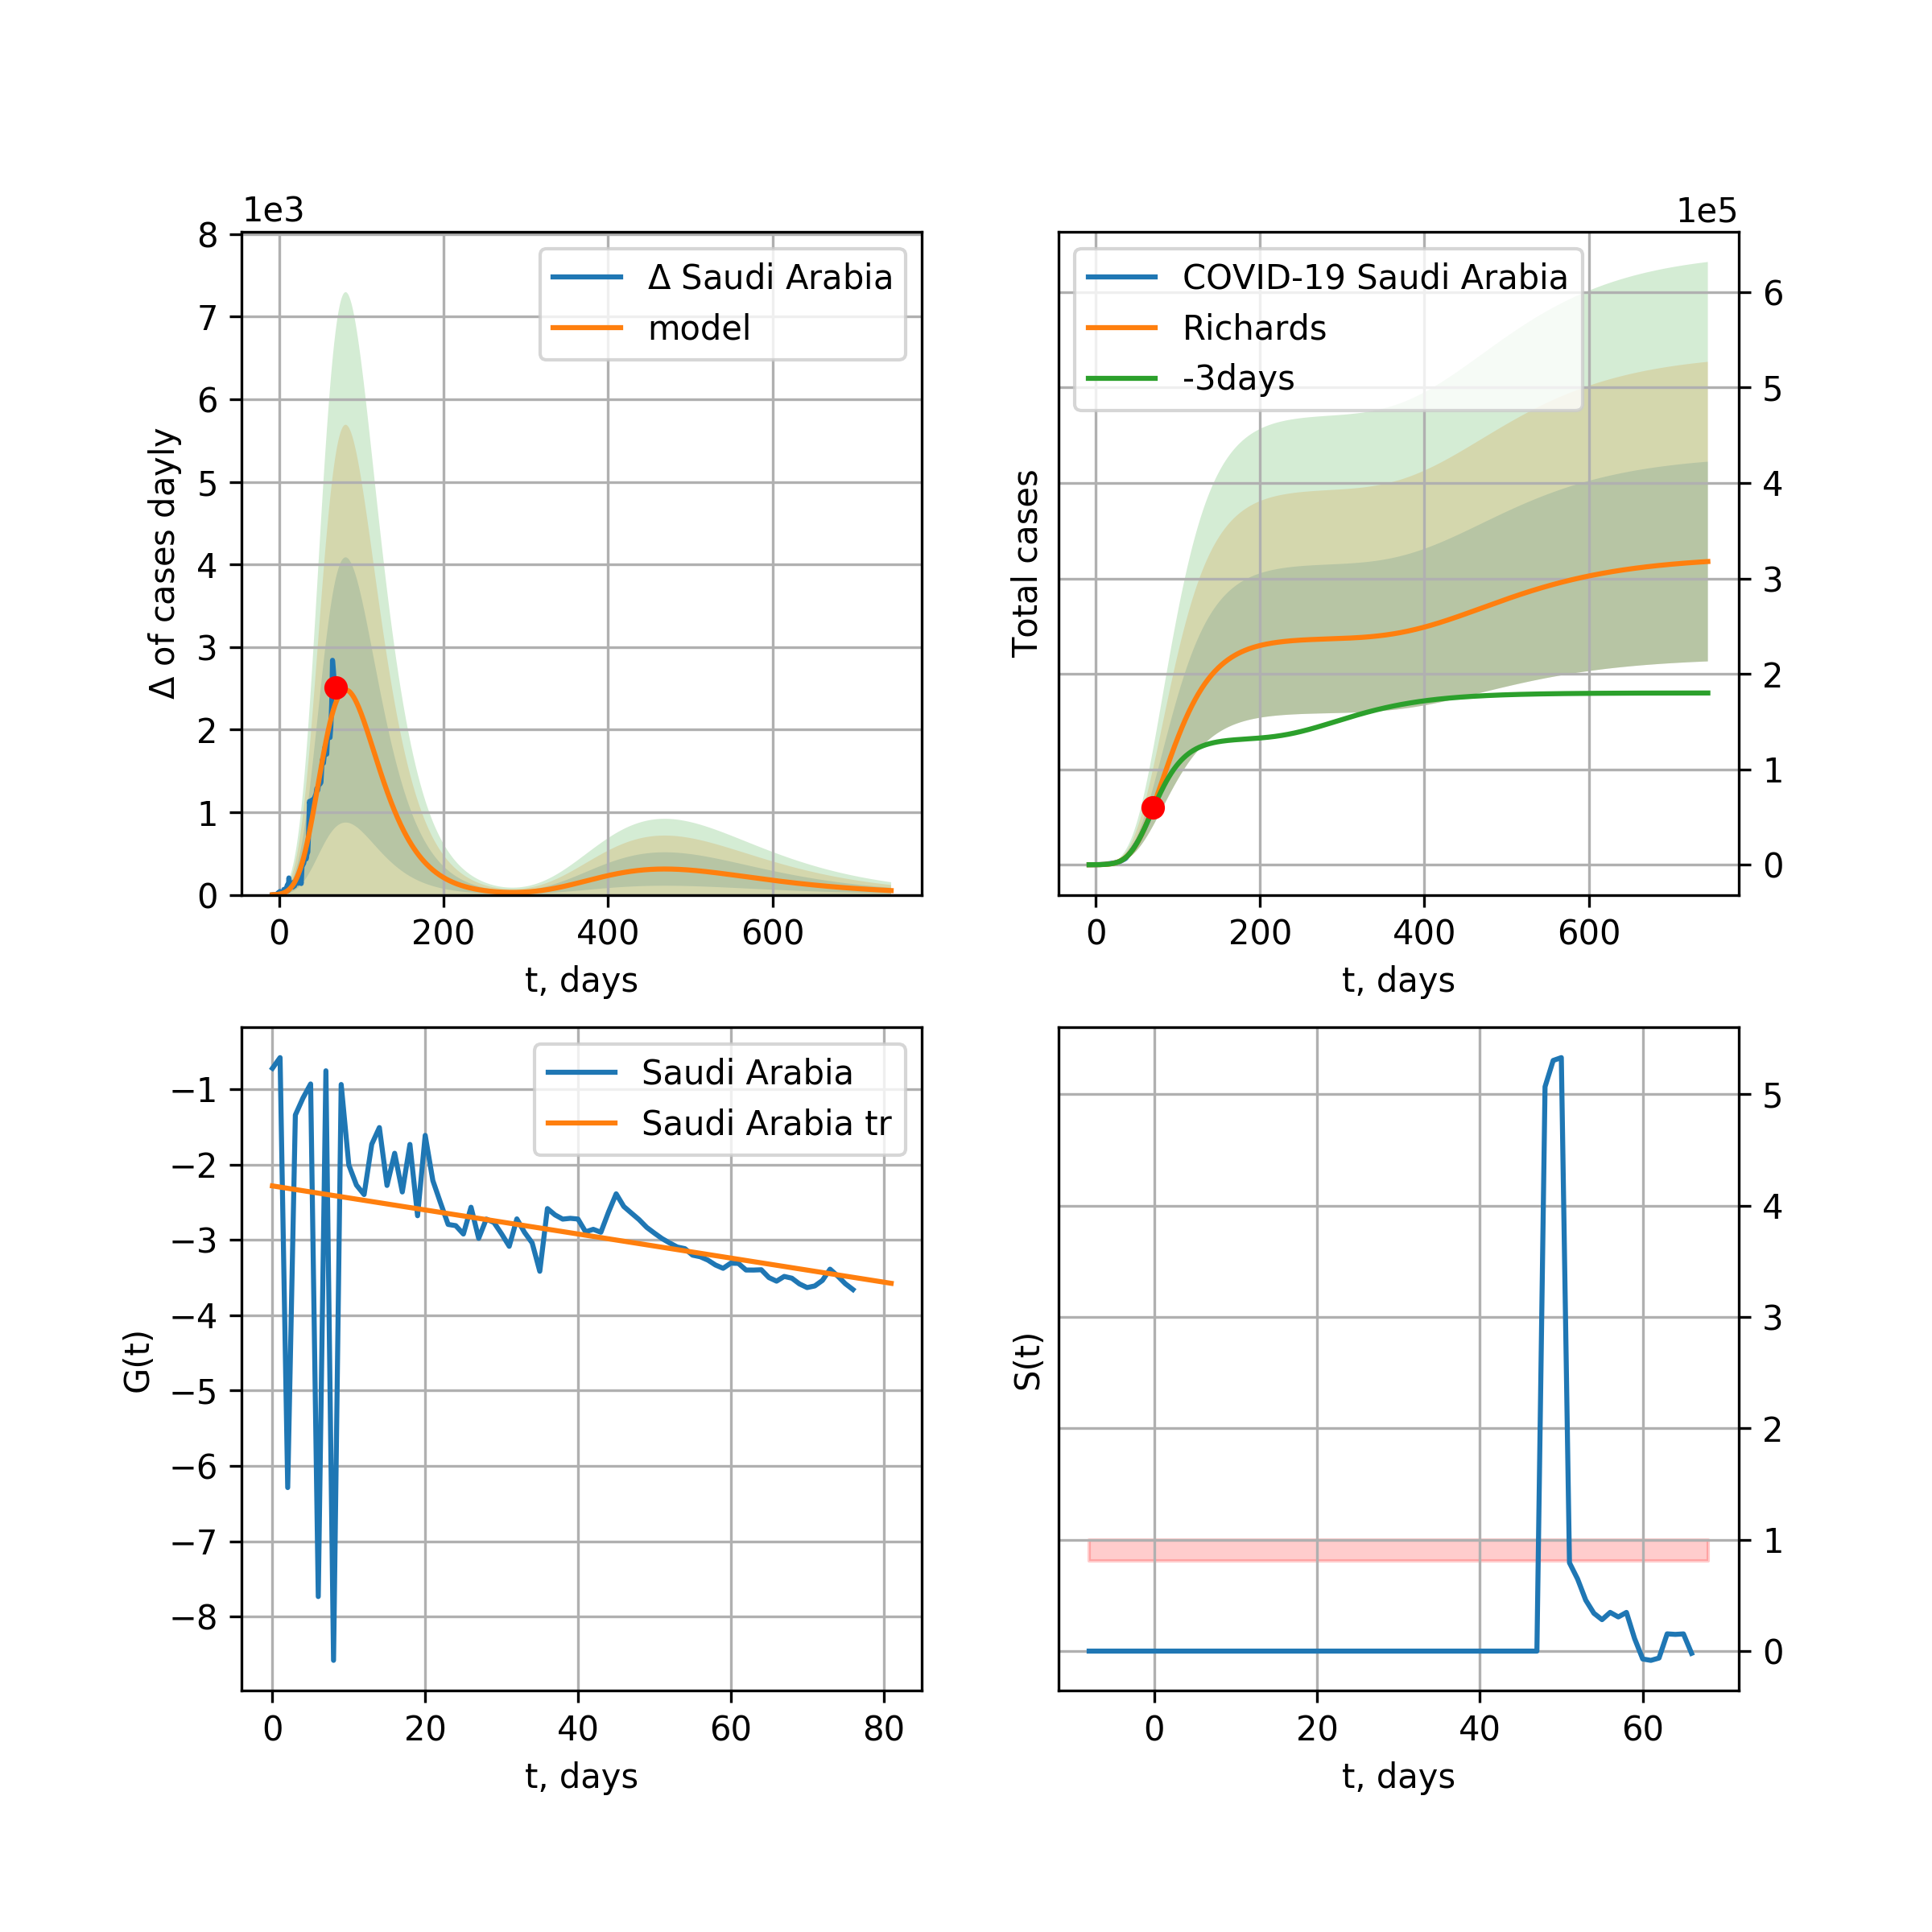 1e3
8
7
6
5
4
3
2
1
0
Δ of cases dayly
Δ Saudi Arabia
model
0 200 400 600
t, days
1e5
COVID-19 Saudi Arabia
Richards
-3days
Total cases
6
5
4
3
2
1
0
0 200 400 600
t, days
Saudi Arabia
Saudi Arabia tr
G(t)
−1
−2
−3
−4
−5
−6
−7
−8
0 20 40 60 80
t, days
S(t)
5
4
3
2
1
0
0 20 40 60
t, days